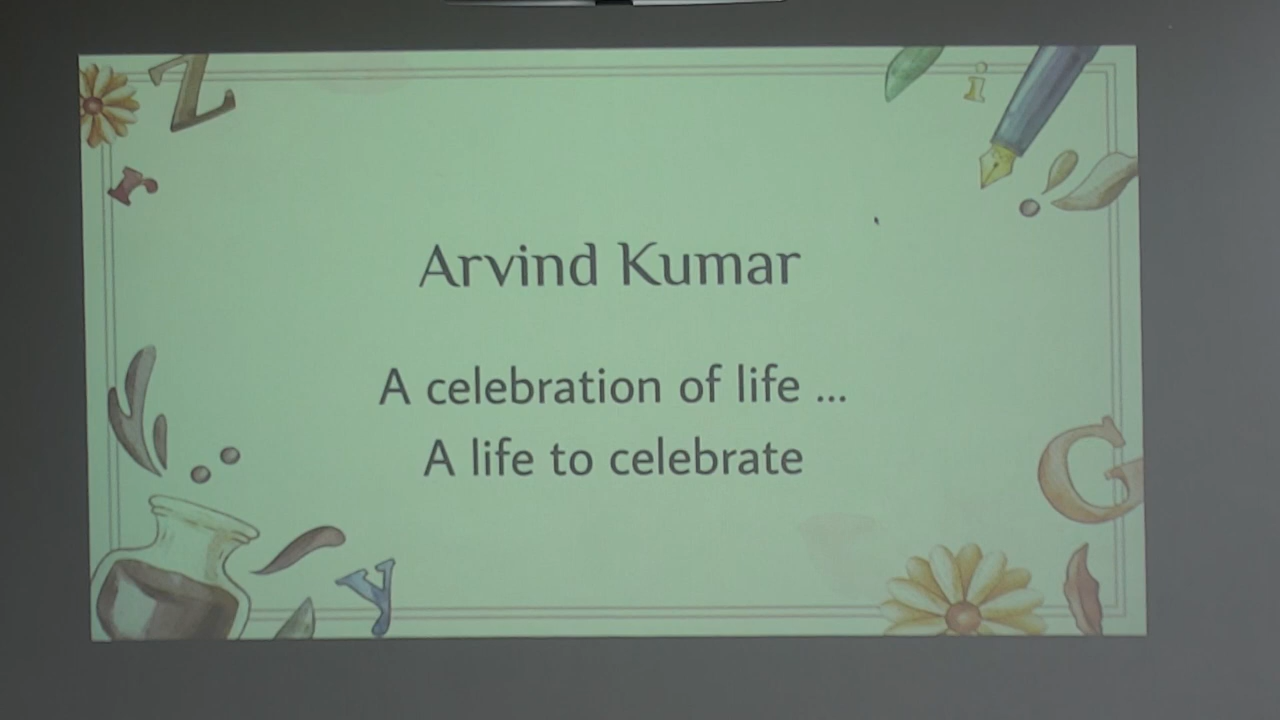 Z
i
r
Arvind Kumar
A celebration of life ...
A life to celebrate
G
y